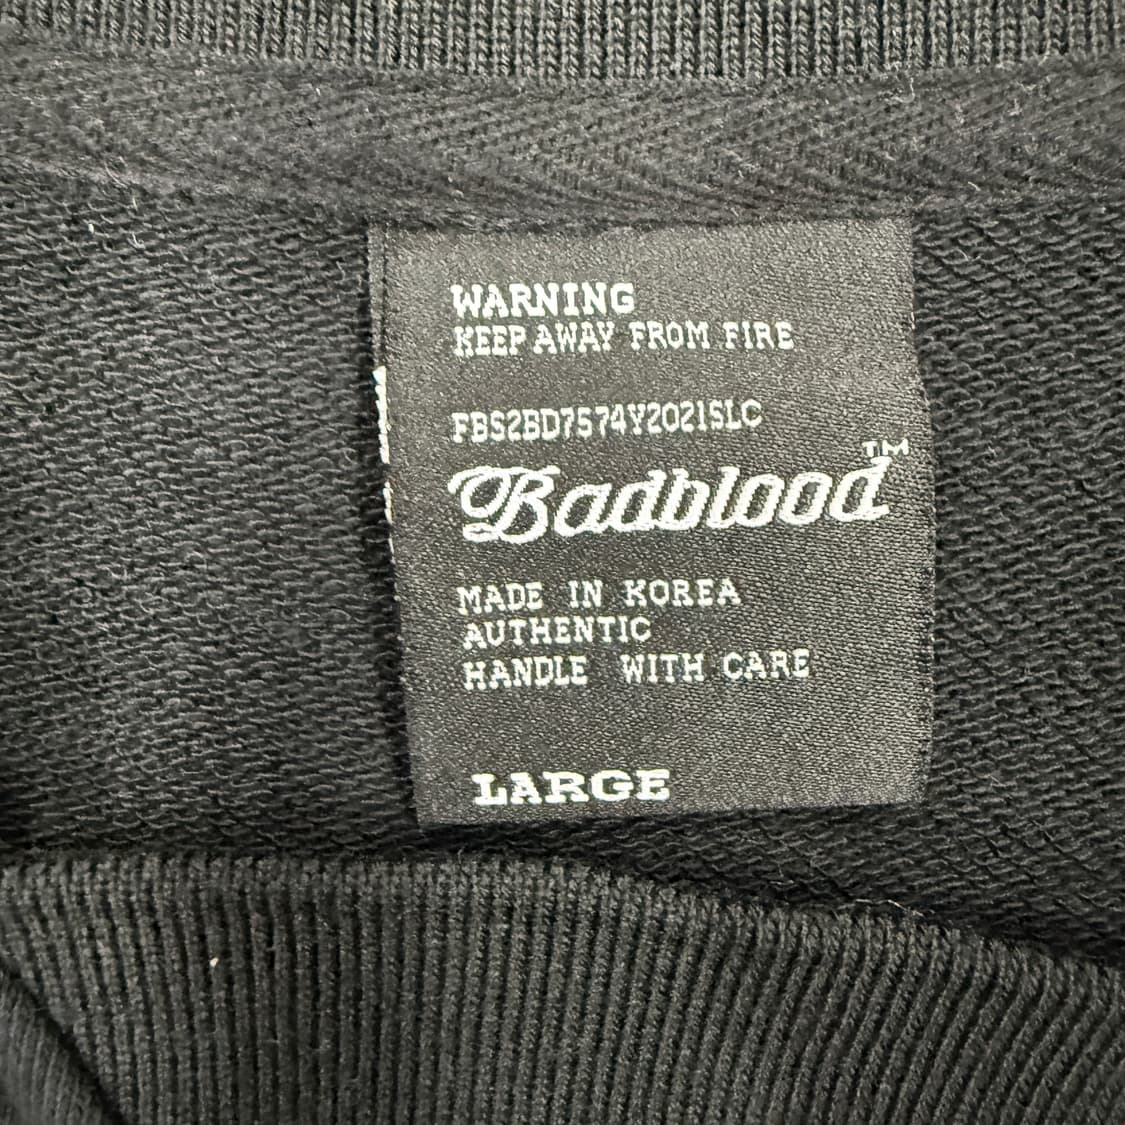 WARNING
KEEP AWAY FROM FIRE
FBS2BD7574Y2021SLC
Badblood™
MADE IN KOREA
AUTHENTIC
HANDLE WITH CARE
LARGE